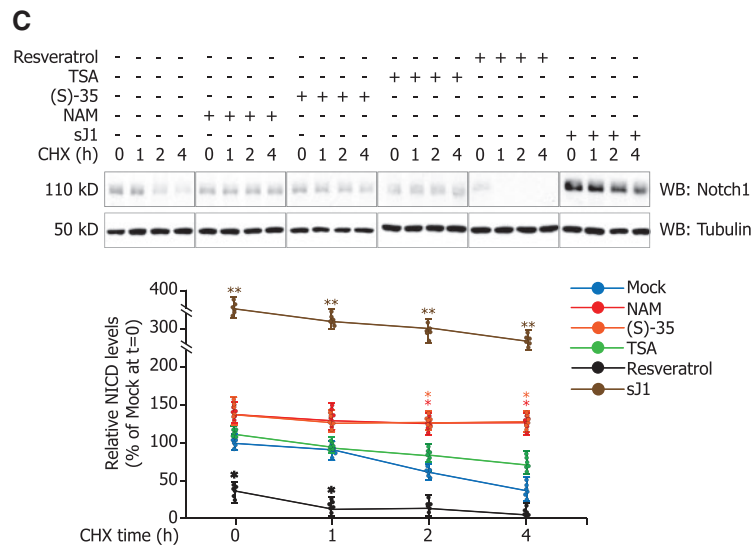 C
Resveratrol - - - - - - - - - - - - - - - - + + + + - - - -
TSA - - - - - - - - - - - - + + + + - - - - - - - -
(S)-35 - - - - - - - - + + + + - - - - - - - - - - - -
NAM - - - - + + + + - - - - - - - - - - - - - - - -
sJ1 - - - - - - - - - - - - - - - - - - - - + + + +
CHX (h) 0 1 2 4 0 1 2 4 0 1 2 4 0 1 2 4 0 1 2 4 0 1 2 4
110 kD WB: Notch1
50 kD WB: Tubulin
Relative NICD levels
(% of Mock at t=0)
400
300
200
150
100
50
0
** ** ** **
* *
* *
* *
Mock
NAM
(S)-35
TSA
Resveratrol
sJ1
CHX time (h) 0 1 2 4